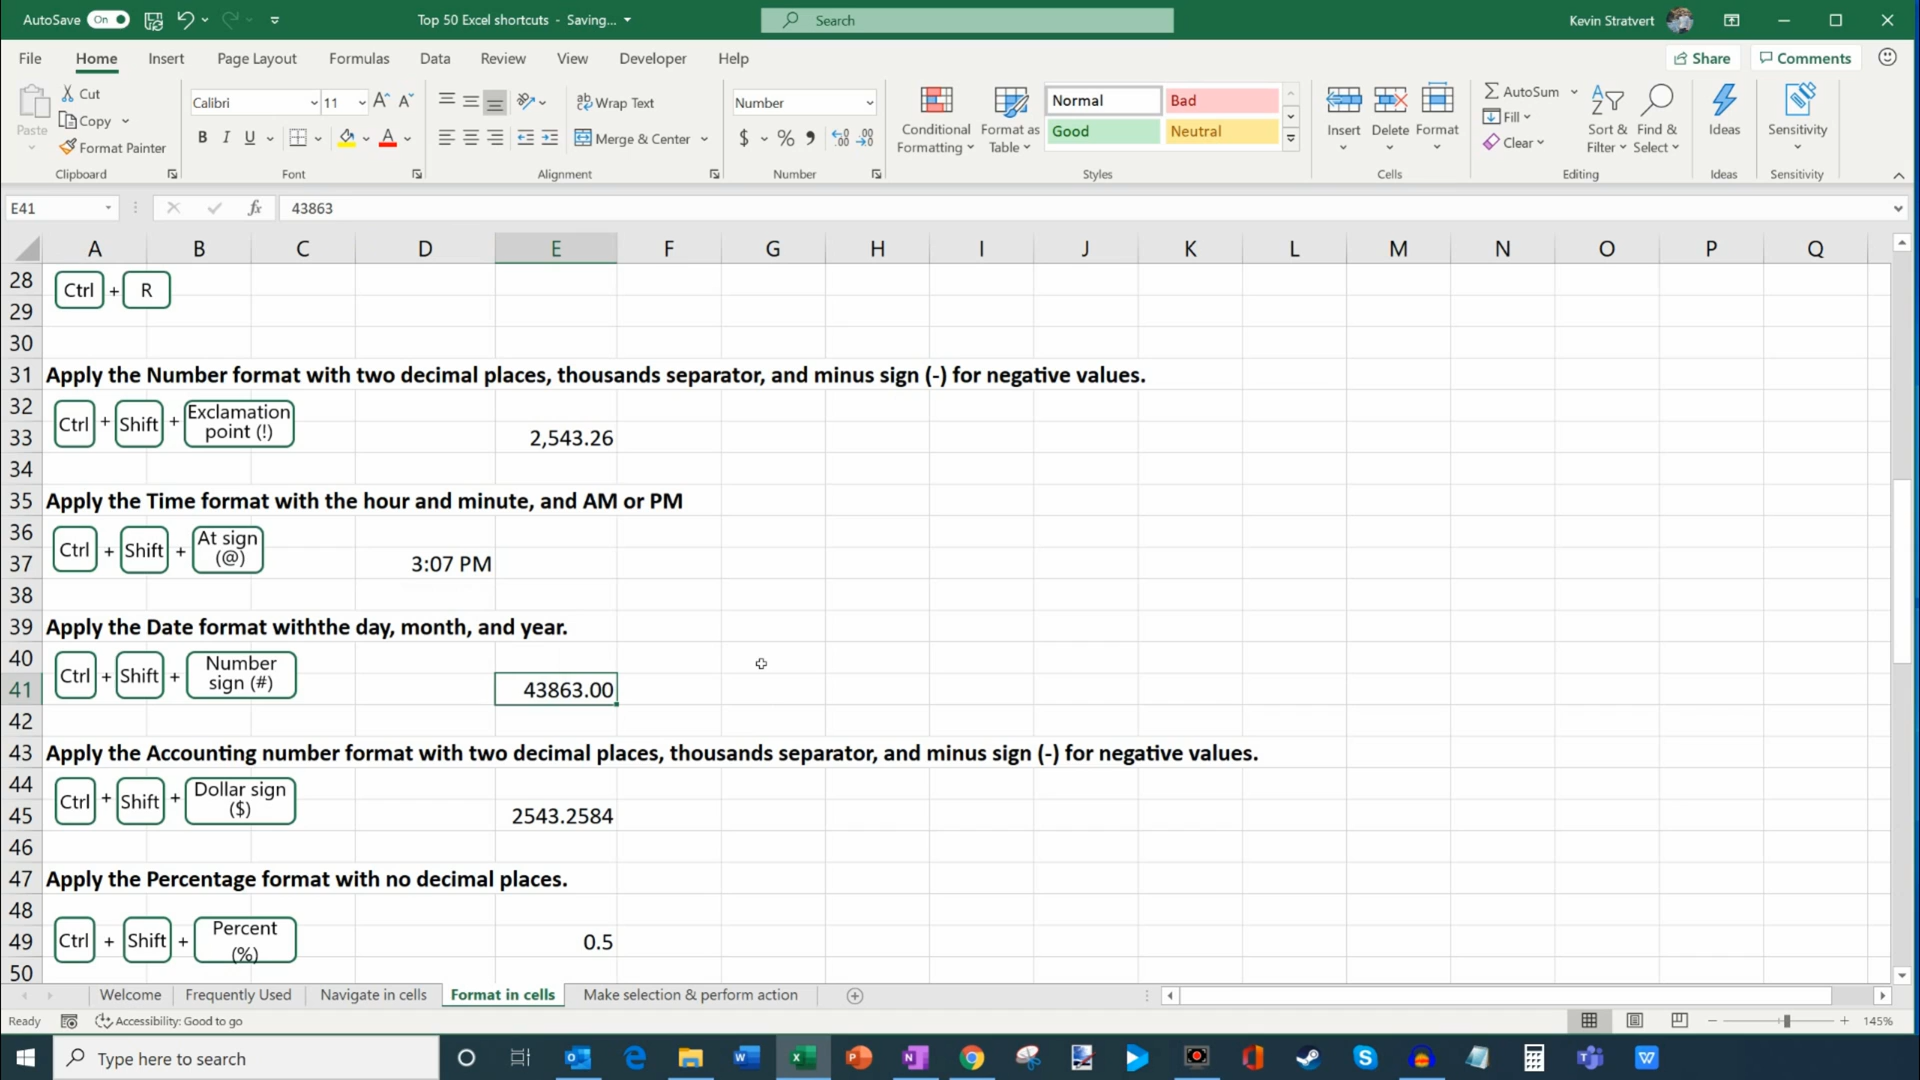 AutoSave On Top 50 Excel shortcuts - Saving... Search Kevin Stratvert
File Home Insert Page Layout Formulas Data Review View Developer Help Share Comments
Paste Cut Copy Format Painter Clipboard
Calibri 11 B I U A Font
Wrap Text Merge & Center Alignment
Number $ % Number
Conditional Formatting Format as Table Normal Bad Good Neutral Styles
Insert Delete Format Cells
AutoSum Fill Clear Sort & Filter Find & Select Editing
Ideas Ideas Sensitivity Sensitivity
E41 fx 43863
A B C D E F G H I J K L M N O P Q
28 Ctrl + R
29
30
31 Apply the Number format with two decimal places, thousands separator, and minus sign (-) for negative values.
32 Ctrl + Shift + Exclamation point (!)
33 2,543.26
34
35 Apply the Time format with the hour and minute, and AM or PM
36 Ctrl + Shift + At sign (@)
37 3:07 PM
38
39 Apply the Date format withthe day, month, and year.
40 Ctrl + Shift + Number sign (#)
41 43863.00
42
43 Apply the Accounting number format with two decimal places, thousands separator, and minus sign (-) for negative values.
44 Ctrl + Shift + Dollar sign ($)
45 2543.2584
46
47 Apply the Percentage format with no decimal places.
48
49 Ctrl + Shift + Percent (%) 0.5
50
Welcome Frequently Used Navigate in cells Format in cells Make selection & perform action
Ready Accessibility: Good to go 145%
Type here to search